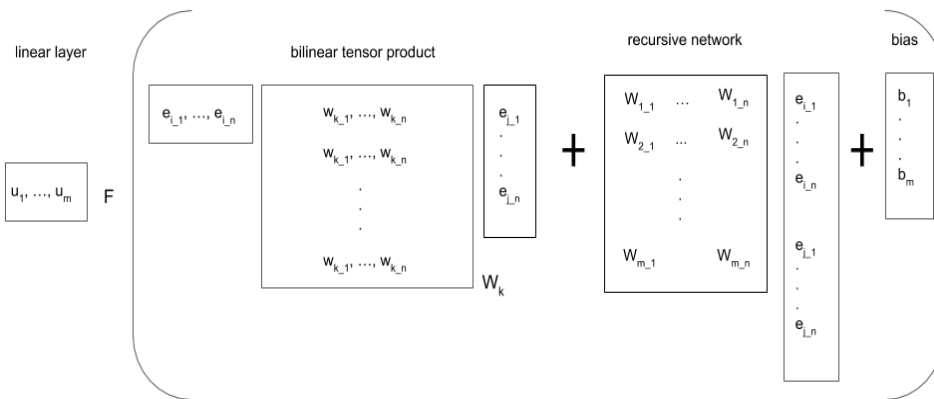 linear layer
bilinear tensor product
recursive network
bias
u_1, ..., u_m
F
e_i_1, ..., e_i_n
w_k_1, ..., w_k_n
w_k_1, ..., w_k_n
.
.
.
w_k_1, ..., w_k_n
W_k
e_j_1
.
.
.
e_j_n
+
W_1_1 ... W_1_n
W_2_1 ... W_2_n
.
.
.
W_m_1 W_m_n
e_i_1
.
.
.
e_i_n
e_j_1
.
.
.
e_j_n
+
b_1
.
.
.
b_m